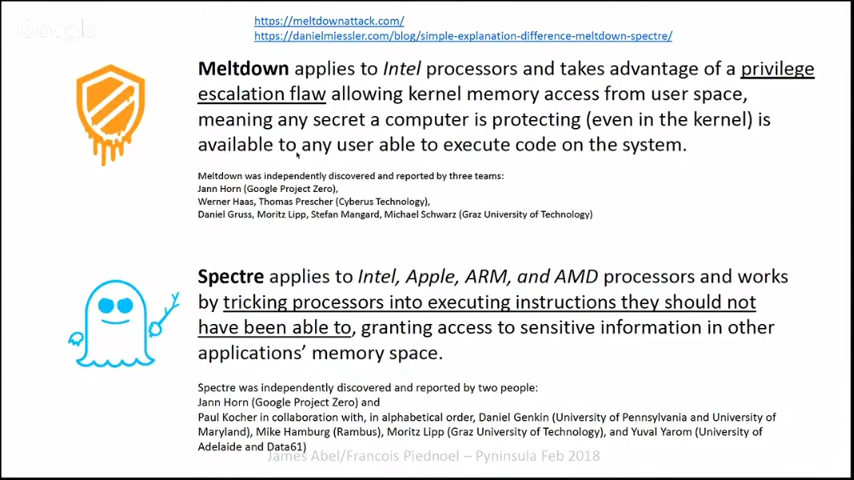 Google
https://meltdownattack.com/
https://danielmiessler.com/blog/simple-explanation-difference-meltdown-spectre/
Meltdown applies to Intel processors and takes advantage of a privilege
escalation flaw allowing kernel memory access from user space,
meaning any secret a computer is protecting (even in the kernel) is
available to any user able to execute code on the system.
Meltdown was independently discovered and reported by three teams:
Jann Horn (Google Project Zero),
Werner Haas, Thomas Prescher (Cyberus Technology),
Daniel Gruss, Moritz Lipp, Stefan Mangard, Michael Schwarz (Graz University of Technology)
Spectre applies to Intel, Apple, ARM, and AMD processors and works
by tricking processors into executing instructions they should not
have been able to, granting access to sensitive information in other
applications’ memory space.
Spectre was independently discovered and reported by two people:
Jann Horn (Google Project Zero) and
Paul Kocher in collaboration with, in alphabetical order, Daniel Genkin (University of Pennsylvania and University of
Maryland), Mike Hamburg (Rambus), Moritz Lipp (Graz University of Technology), and Yuval Yarom (University of
Adelaide and Data61)
James Abel/Francois Piednoel – Pyninsula Feb 2018